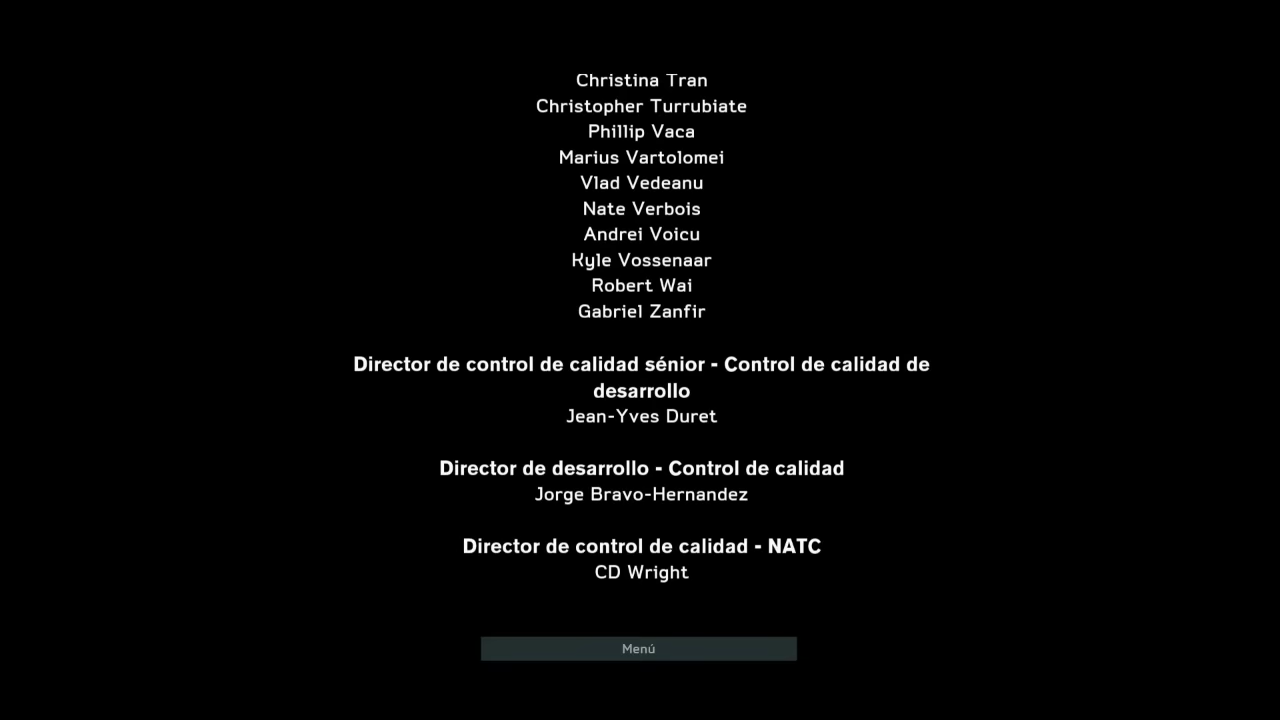 Christina Tran
Christopher Turrubiate
Phillip Vaca
Marius Vartolomei
Vlad Vedeanu
Nate Verbois
Andrei Voicu
Kyle Vossenaar
Robert Wai
Gabriel Zanfir
Director de control de calidad sénior - Control de calidad de
desarrollo
Jean-Yves Duret
Director de desarrollo - Control de calidad
Jorge Bravo-Hernandez
Director de control de calidad - NATC
CD Wright
Menú